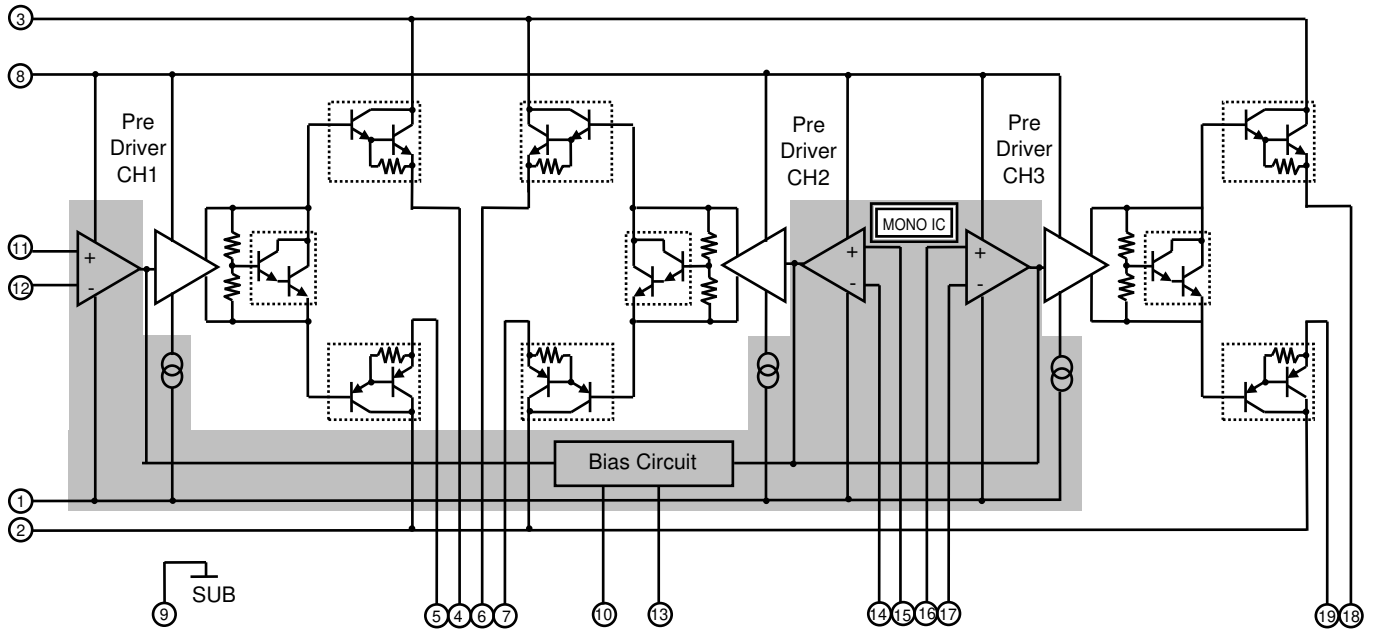 3
8
Pre
Driver
CH1
Pre
Driver
CH2
Pre
Driver
CH3
MONO IC
11
+
12
-
+
-
+
-
Bias Circuit
1
2
SUB
9
5 4 6 7
10
13
14 15 16 17
19 18